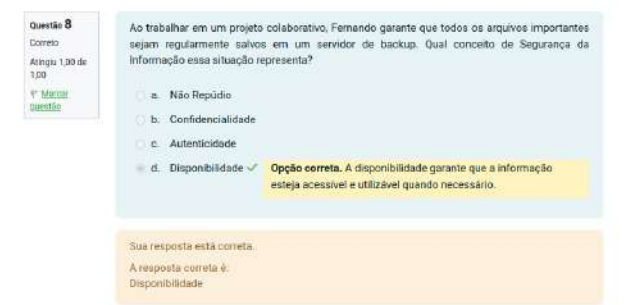 Questão 8
Correto
Atingiu 1,00 de
1,00
Marcar
questão
Ao trabalhar em um projeto colaborativo, Fernando garante que todos os arquivos importantes
sejam regularmente salvos em um servidor de backup. Qual conceito de Segurança da
Informação essa situação representa?
a. Não Repúdio
b. Confidencialidade
c. Autenticidade
d. Disponibilidade ✓ Opção correta. A disponibilidade garante que a informação
esteja acessível e utilizável quando necessário.
Sua resposta está correta.
A resposta correta é:
Disponibilidade